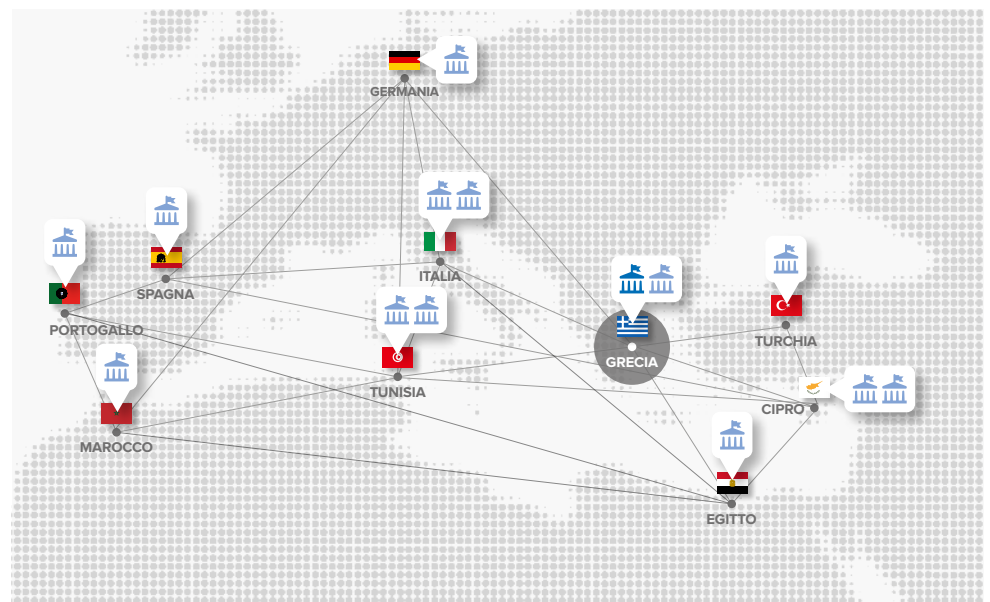 GERMANIA
ITALIA
SPAGNA
PORTOGALLO
TURCHIA
GRECIA
TUNISIA
CIPRO
MAROCCO
EGITTO